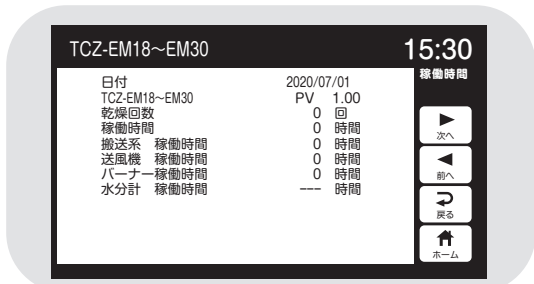 TCZ-EM18～EM30
15:30
稼働時間
日付 2020/07/01
TCZ-EM18～EM30 PV 1.00
乾燥回数 0 回
稼働時間 0 時間
搬送系 稼働時間 0 時間
送風機 稼働時間 0 時間
バーナー稼働時間 0 時間
水分計 稼働時間 --- 時間
次へ
前へ
戻る
ホーム